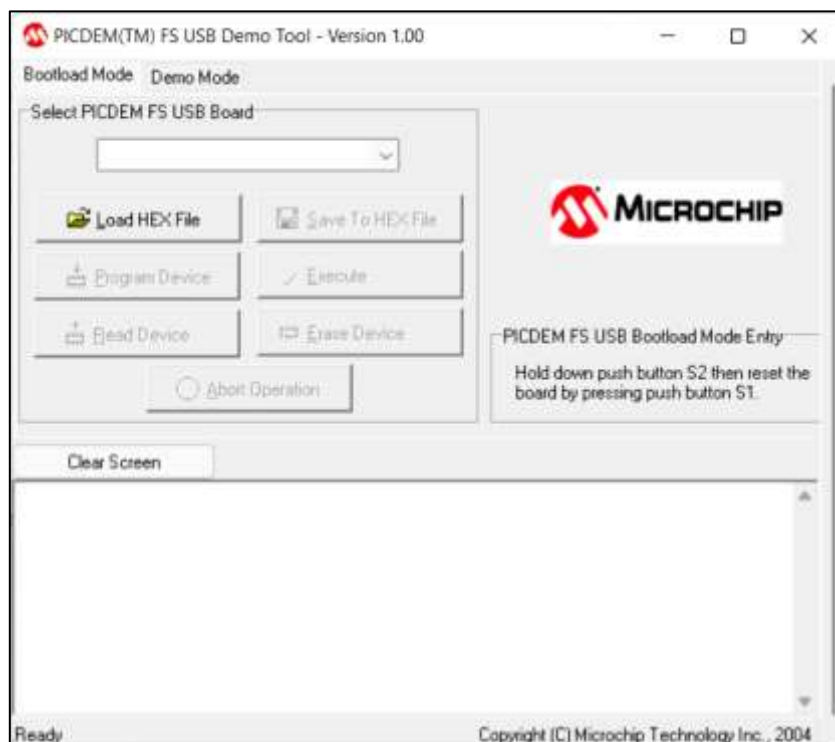 PICDEM(TM) FS USB Demo Tool - Version 1.00
Bootload Mode Demo Mode
Select PICDEM FS USB Board
Load HEX File
Save To HEX File
Program Device
Execute
Read Device
Erase Device
Abort Operation
MICROCHIP
PICDEM FS USB Bootload Mode Entry
Hold down push button S2 then reset the
board by pressing push button S1.
Clear Screen
Ready
Copyright (C) Microchip Technology Inc., 2004